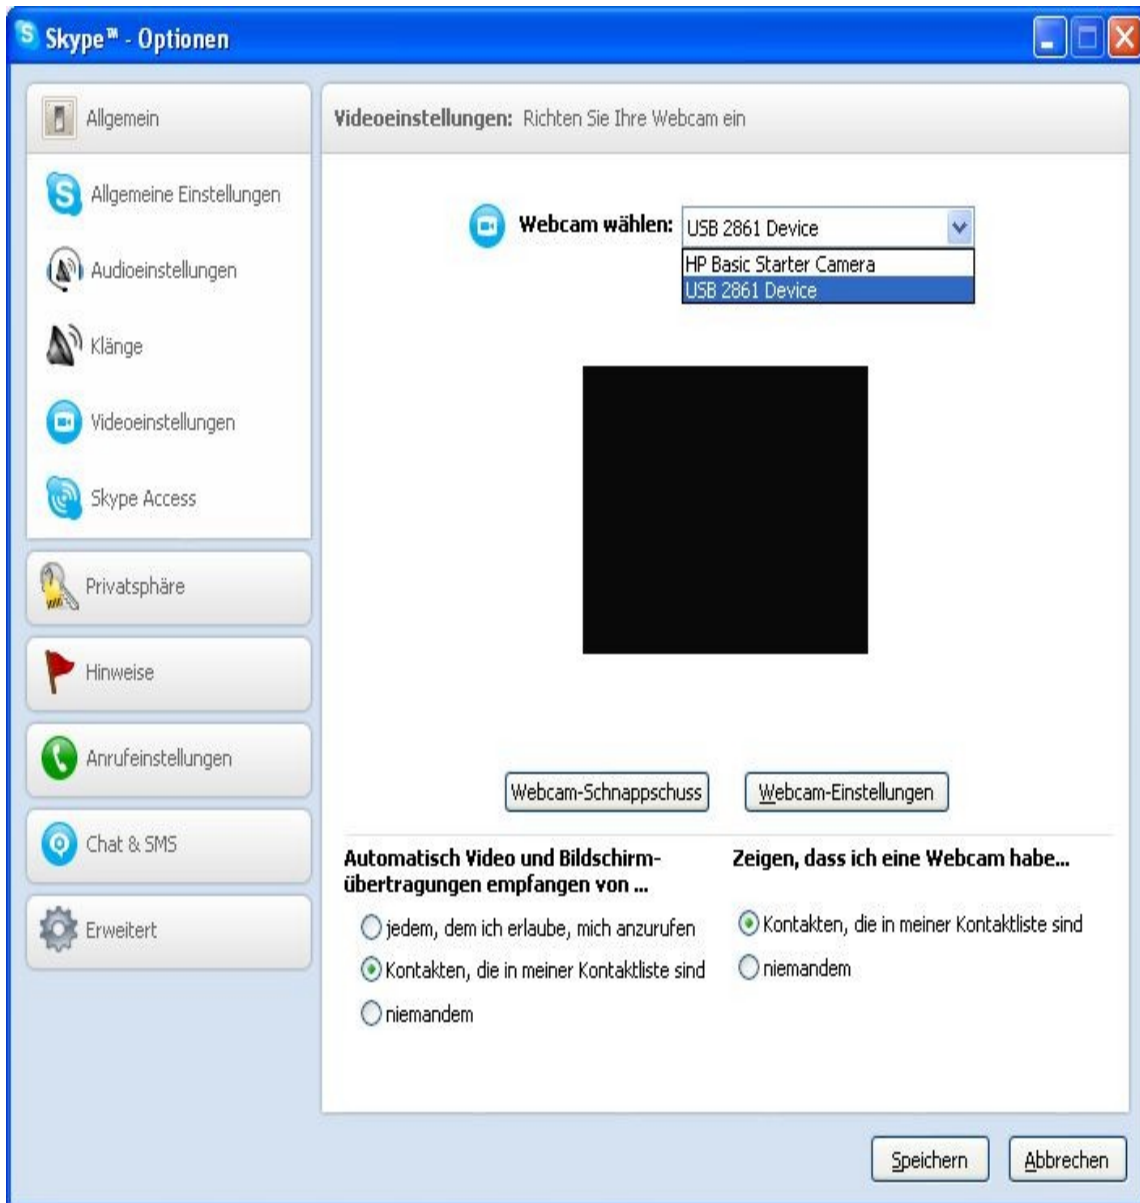 Skype™ - Optionen
Allgemein
Allgemeine Einstellungen
Audioeinstellungen
Klänge
Videoeinstellungen
Skype Access
Privatsphäre
Hinweise
Anrufeinstellungen
Chat & SMS
Erweitert
Videoeinstellungen: Richten Sie Ihre Webcam ein
Webcam wählen: USB 2861 Device
HP Basic Starter Camera
USB 2861 Device
Webcam-Schnappschuss
Webcam-Einstellungen
Automatisch Video und Bildschirm-
übertragungen empfangen von ...
jedem, dem ich erlaube, mich anzurufen
Kontakten, die in meiner Kontaktliste sind
niemandem
Zeigen, dass ich eine Webcam habe...
Kontakten, die in meiner Kontaktliste sind
niemandem
Speichern
Abbrechen